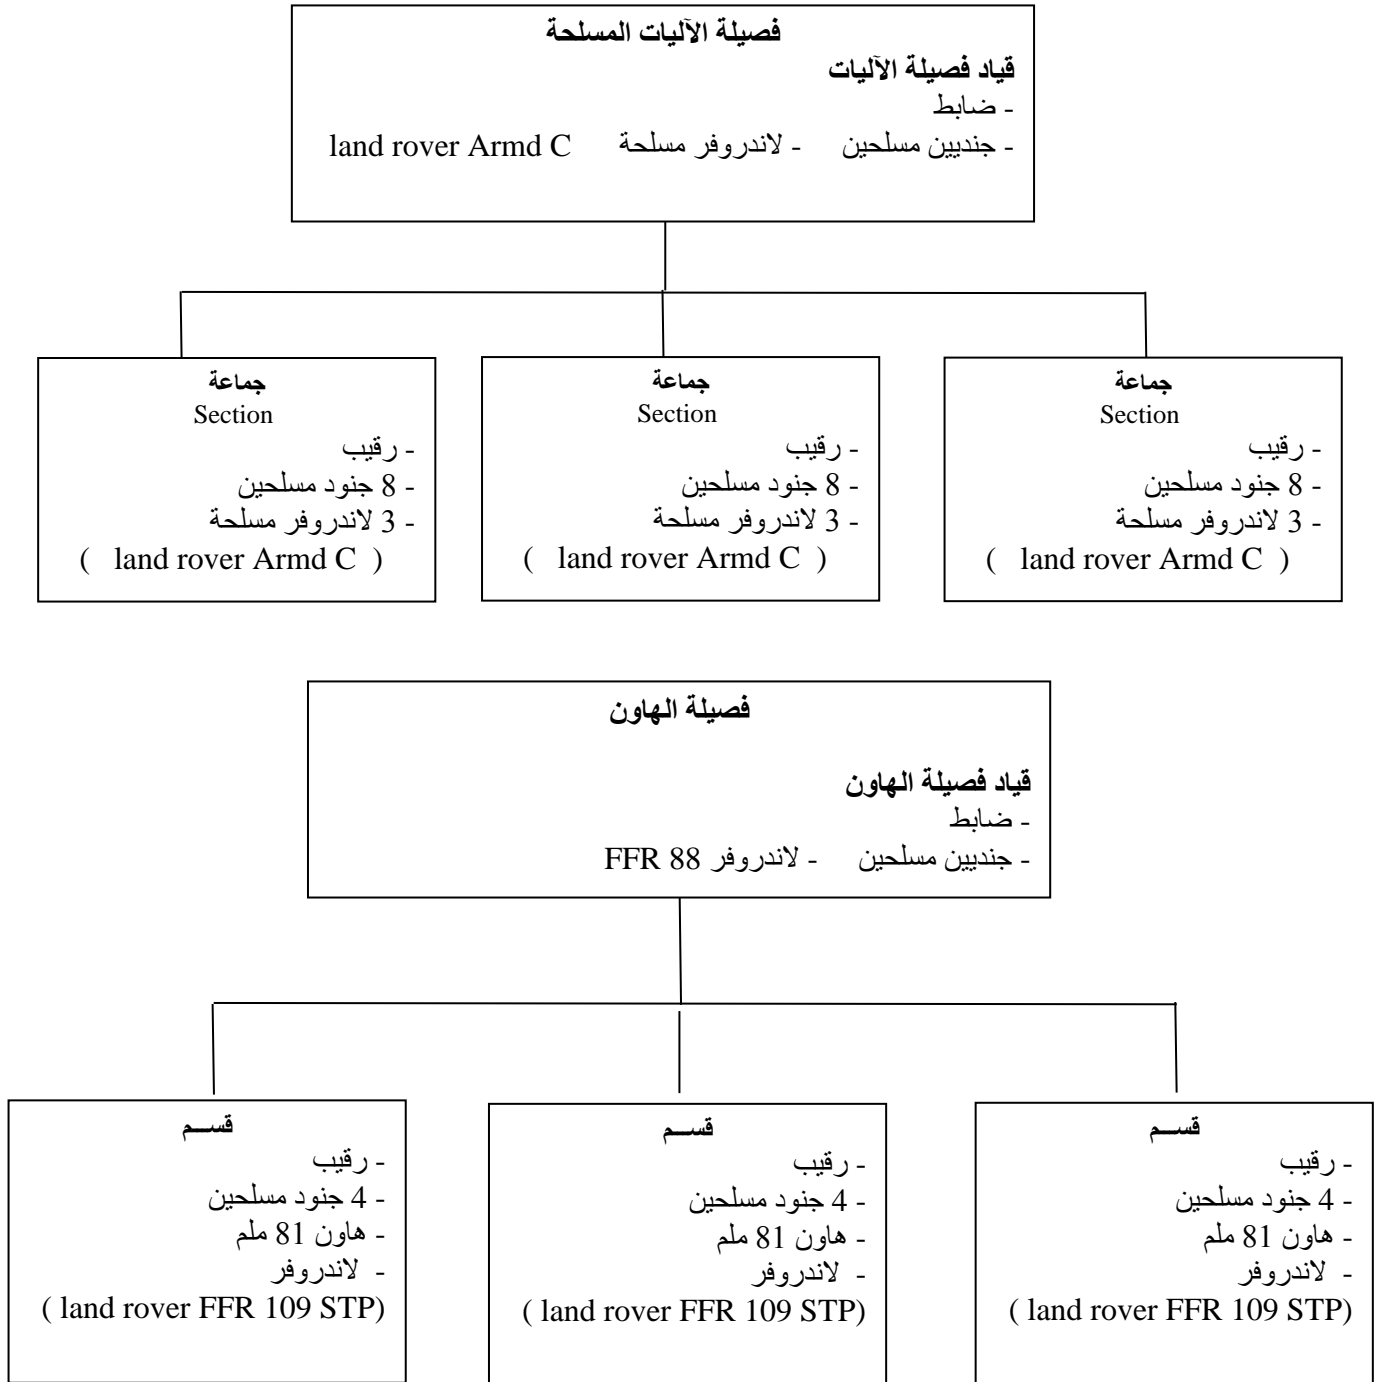 فصيلة الآليات المسلحة
قياد فصيلة الآليات
- ضابط
- جنديين مسلحين - لاندروفر مسلحة land rover Armd C
جماعة
Section
- رقيب
- 8 جنود مسلحين
- 3 لاندروفر مسلحة
( land rover Armd C )
جماعة
Section
- رقيب
- 8 جنود مسلحين
- 3 لاندروفر مسلحة
( land rover Armd C )
جماعة
Section
- رقيب
- 8 جنود مسلحين
- 3 لاندروفر مسلحة
( land rover Armd C )
فصيلة الهاون
قياد فصيلة الهاون
- ضابط
- جنديين مسلحين - لاندروفر FFR 88
قســم
- رقيب
- 4 جنود مسلحين
- هاون 81 ملم
- لاندروفر
( land rover FFR 109 STP)
قســم
- رقيب
- 4 جنود مسلحين
- هاون 81 ملم
- لاندروفر
( land rover FFR 109 STP)
قســم
- رقيب
- 4 جنود مسلحين
- هاون 81 ملم
- لاندروفر
( land rover FFR 109 STP)